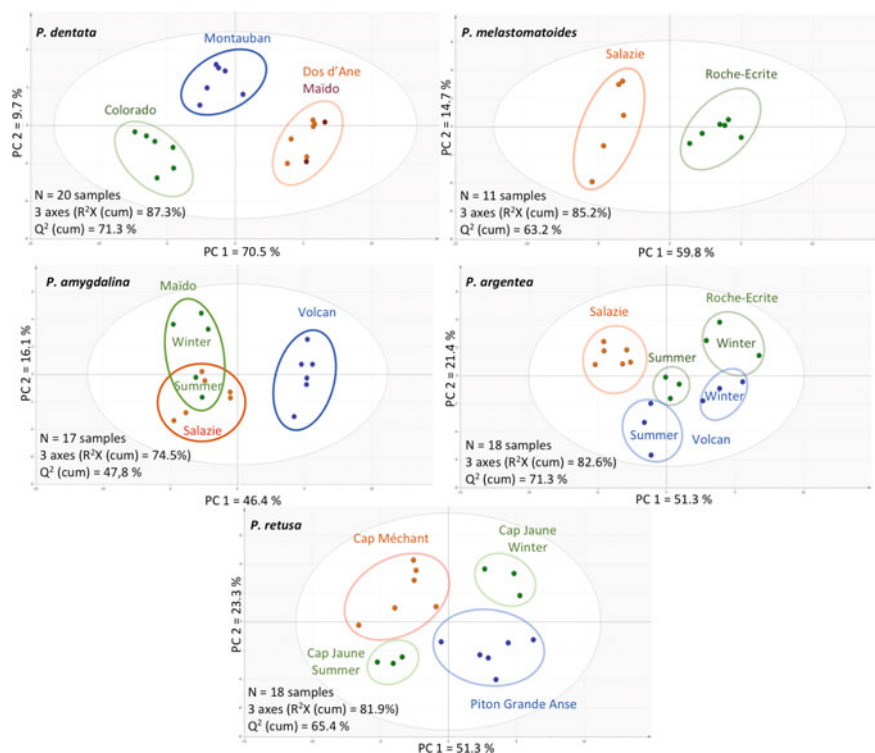 P. dentata
Montauban
Dos d'Ane
Maïdo
Colorado
PC 2 = 9.7 %
N = 20 samples
3 axes (R²X (cum) = 87.3%)
Q² (cum) = 71.3 %
PC 1 = 70.5 %
P. melastomatoides
Salazie
Roche-Ecrite
PC 2 = 14.7 %
N = 11 samples
3 axes (R²X (cum) = 85.2%)
Q² (cum) = 63.2 %
PC 1 = 59.8 %
P. amygdalina
Maïdo
Volcan
Winter
Summer
Salazie
PC 2 = 16.1 %
N = 17 samples
3 axes (R²X (cum) = 74.5%)
Q² (cum) = 47,8 %
PC 1 = 46.4 %
P. argentea
Roche-Ecrite
Salazie
Winter
Summer
Winter
Summer
Volcan
PC 2 = 21.4 %
N = 18 samples
3 axes (R²X (cum) = 82.6%)
Q² (cum) = 71.3 %
PC 1 = 51.3 %
P. retusa
Cap Méchant
Cap Jaune
Winter
Cap Jaune
Summer
Piton Grande Anse
PC 2 = 23.3 %
N = 18 samples
3 axes (R²X (cum) = 81.9%)
Q² (cum) = 65.4 %
PC 1 = 51.3 %